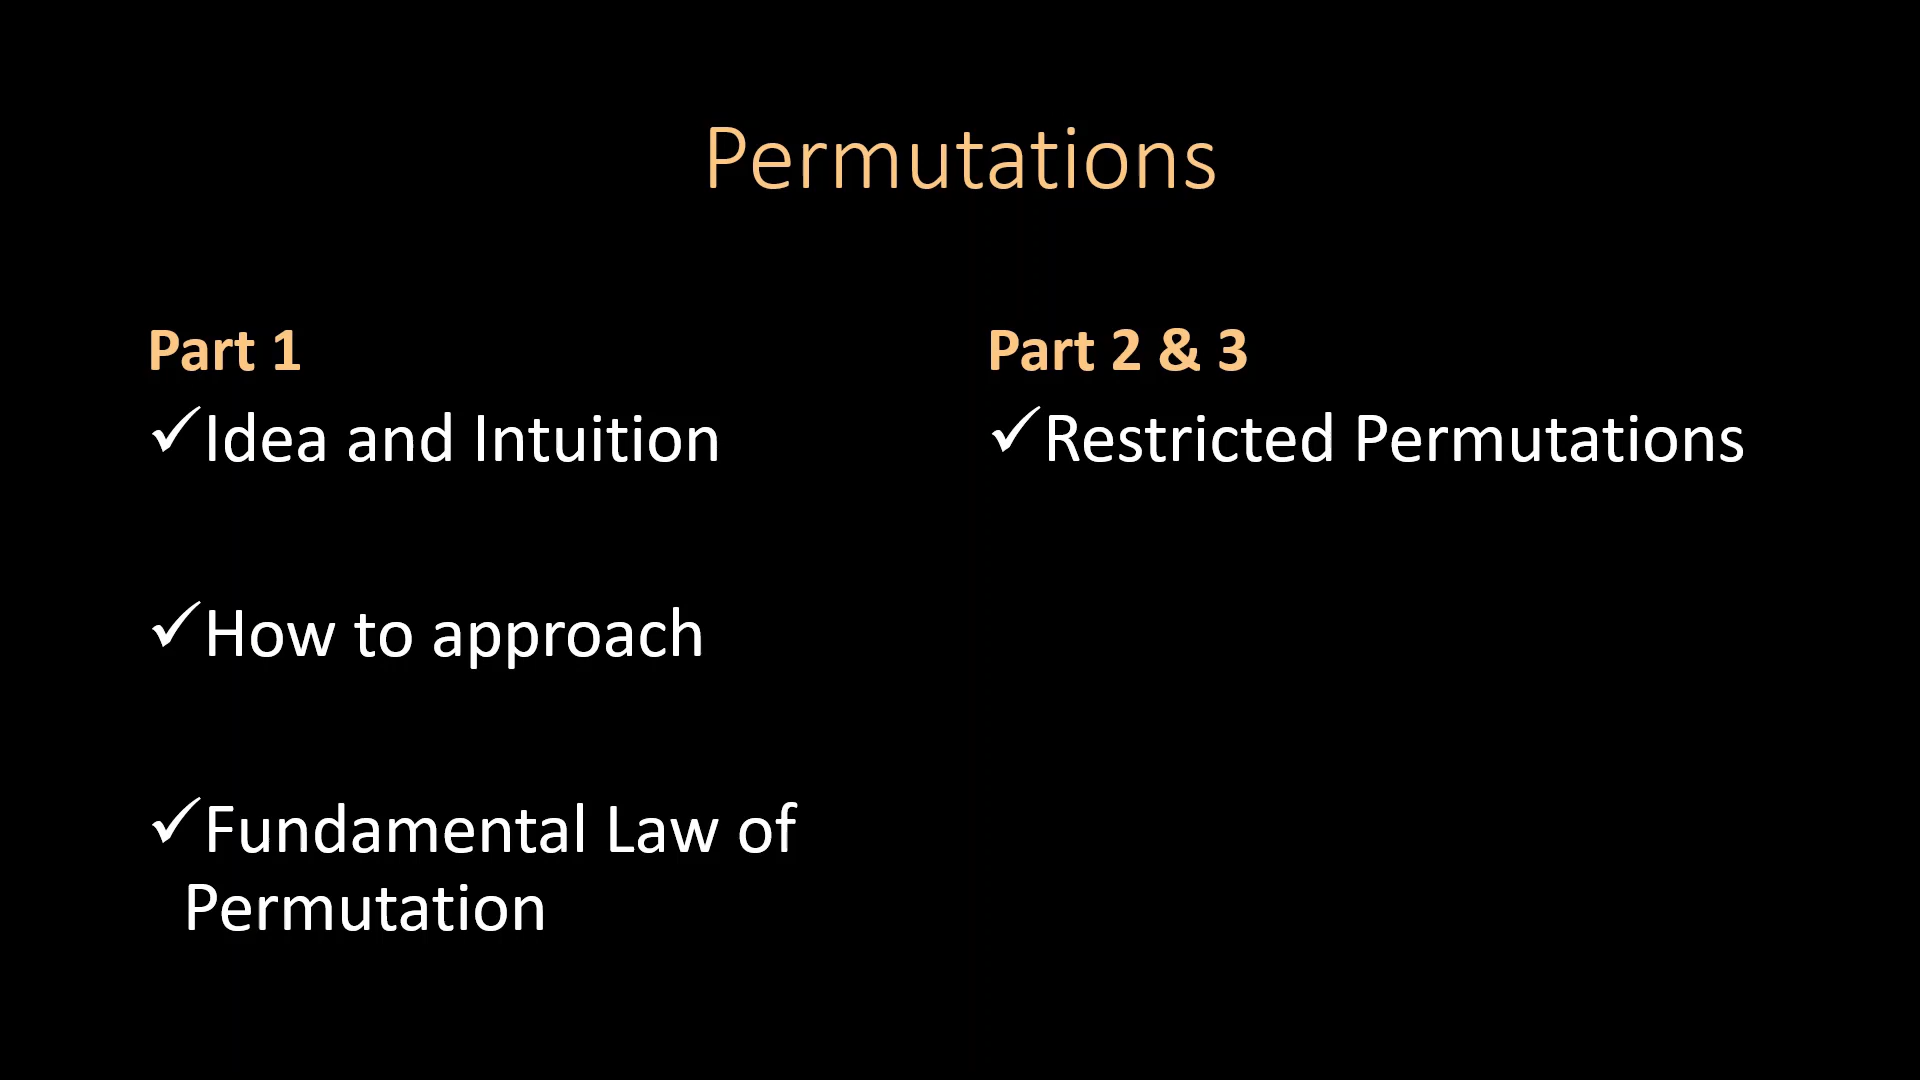 Permutations
Part 1
✓Idea and Intuition
✓How to approach
✓Fundamental Law of
Permutation
Part 2 & 3
✓Restricted Permutations